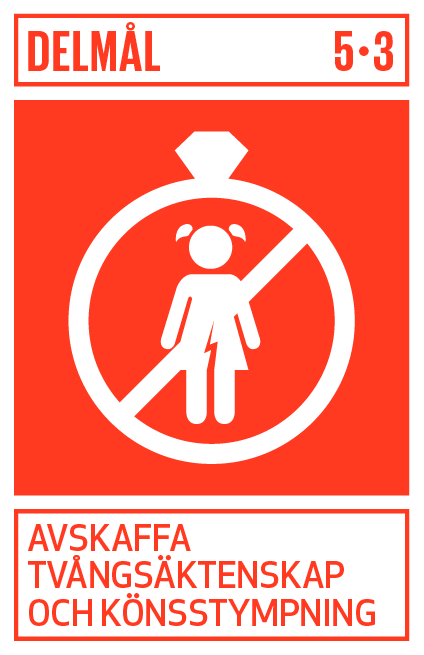 DELMÅL 5·3
AVSKAFFA
TVÅNGSÄKTENSKAP
OCH KÖNSSTYMPNING